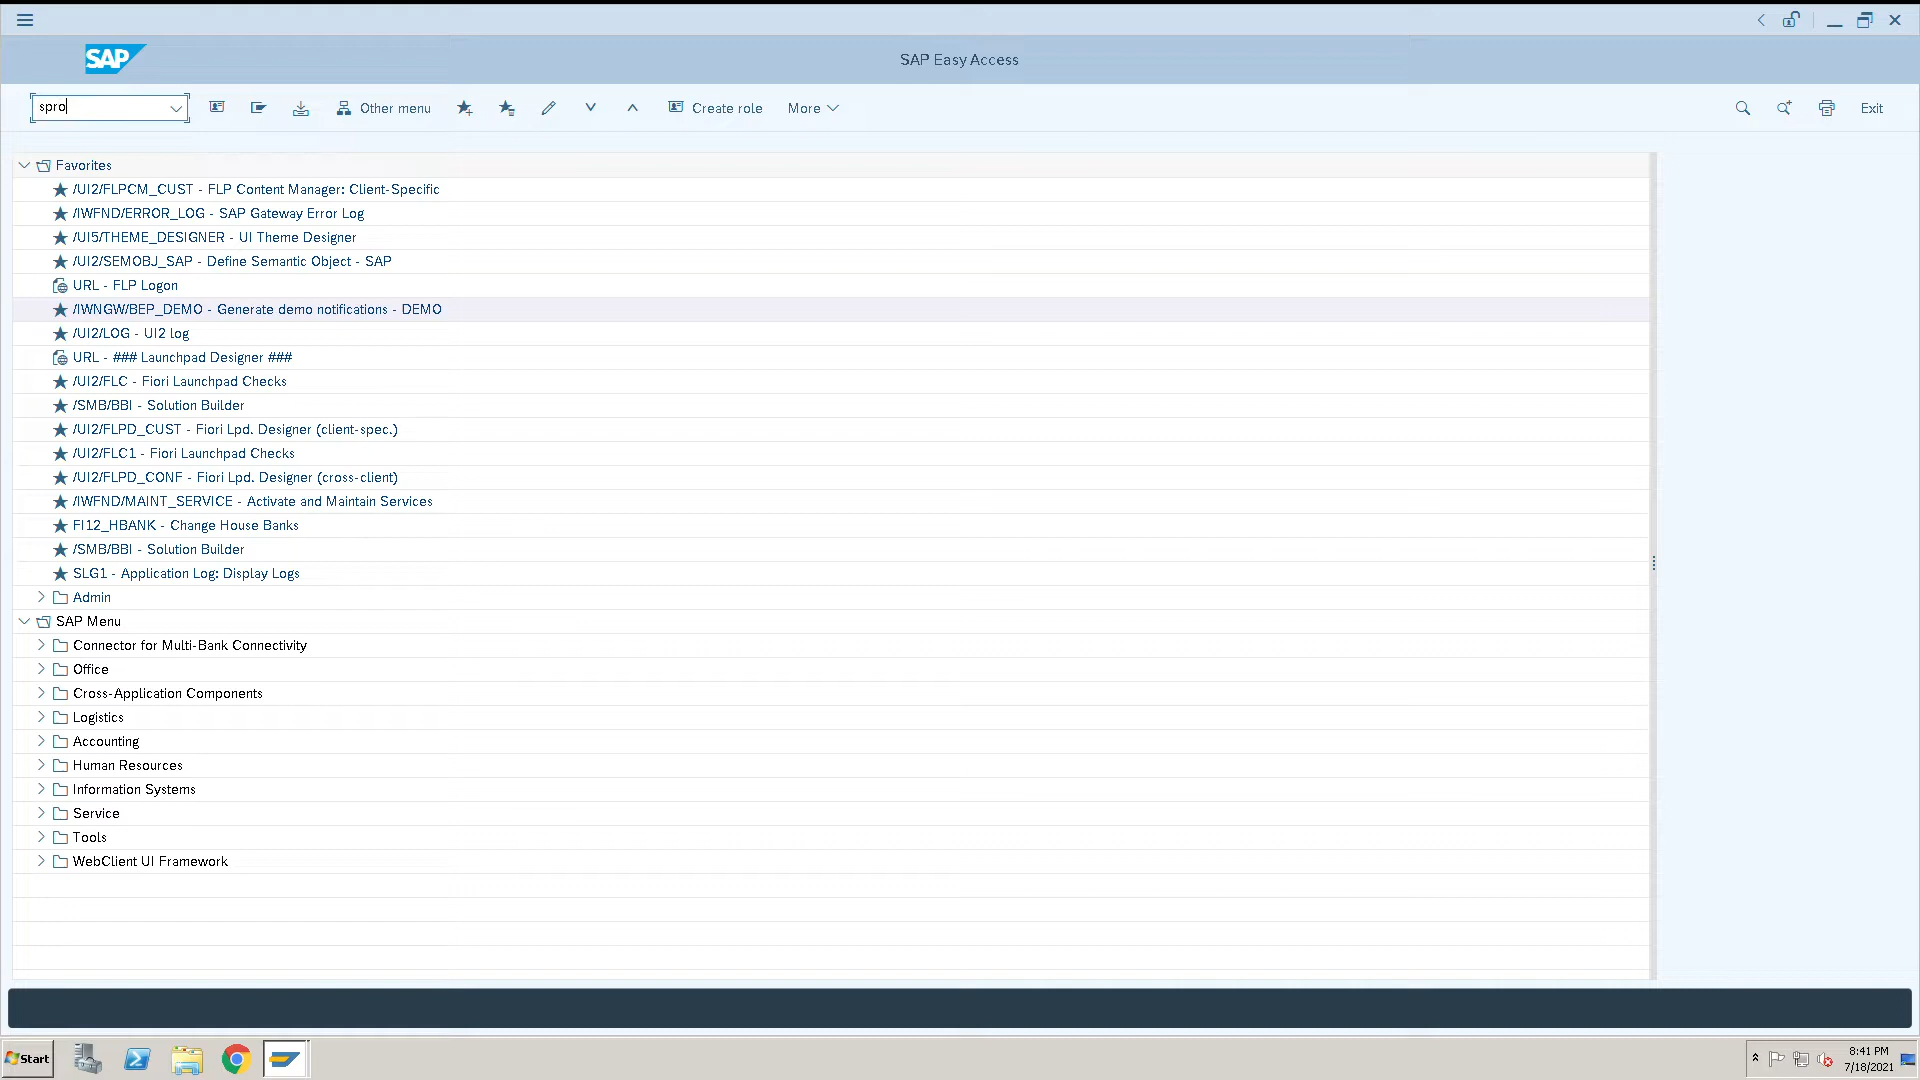 SAP
SAP Easy Access
spro
Other menu
Create role
More
Exit
Favorites
/UI2/FLPCM_CUST - FLP Content Manager: Client-Specific
/IWFND/ERROR_LOG - SAP Gateway Error Log
/UI5/THEME_DESIGNER - UI Theme Designer
/UI2/SEMOBJ_SAP - Define Semantic Object - SAP
URL - FLP Logon
/IWNGW/BEP_DEMO - Generate demo notifications - DEMO
/UI2/LOG - UI2 log
URL - ### Launchpad Designer ###
/UI2/FLC - Fiori Launchpad Checks
/SMB/BBI - Solution Builder
/UI2/FLPD_CUST - Fiori Lpd. Designer (client-spec.)
/UI2/FLC1 - Fiori Launchpad Checks
/UI2/FLPD_CONF - Fiori Lpd. Designer (cross-client)
/IWFND/MAINT_SERVICE - Activate and Maintain Services
FI12_HBANK - Change House Banks
/SMB/BBI - Solution Builder
SLG1 - Application Log: Display Logs
Admin
SAP Menu
Connector for Multi-Bank Connectivity
Office
Cross-Application Components
Logistics
Accounting
Human Resources
Information Systems
Service
Tools
WebClient UI Framework
Start
8:41 PM
7/18/2021